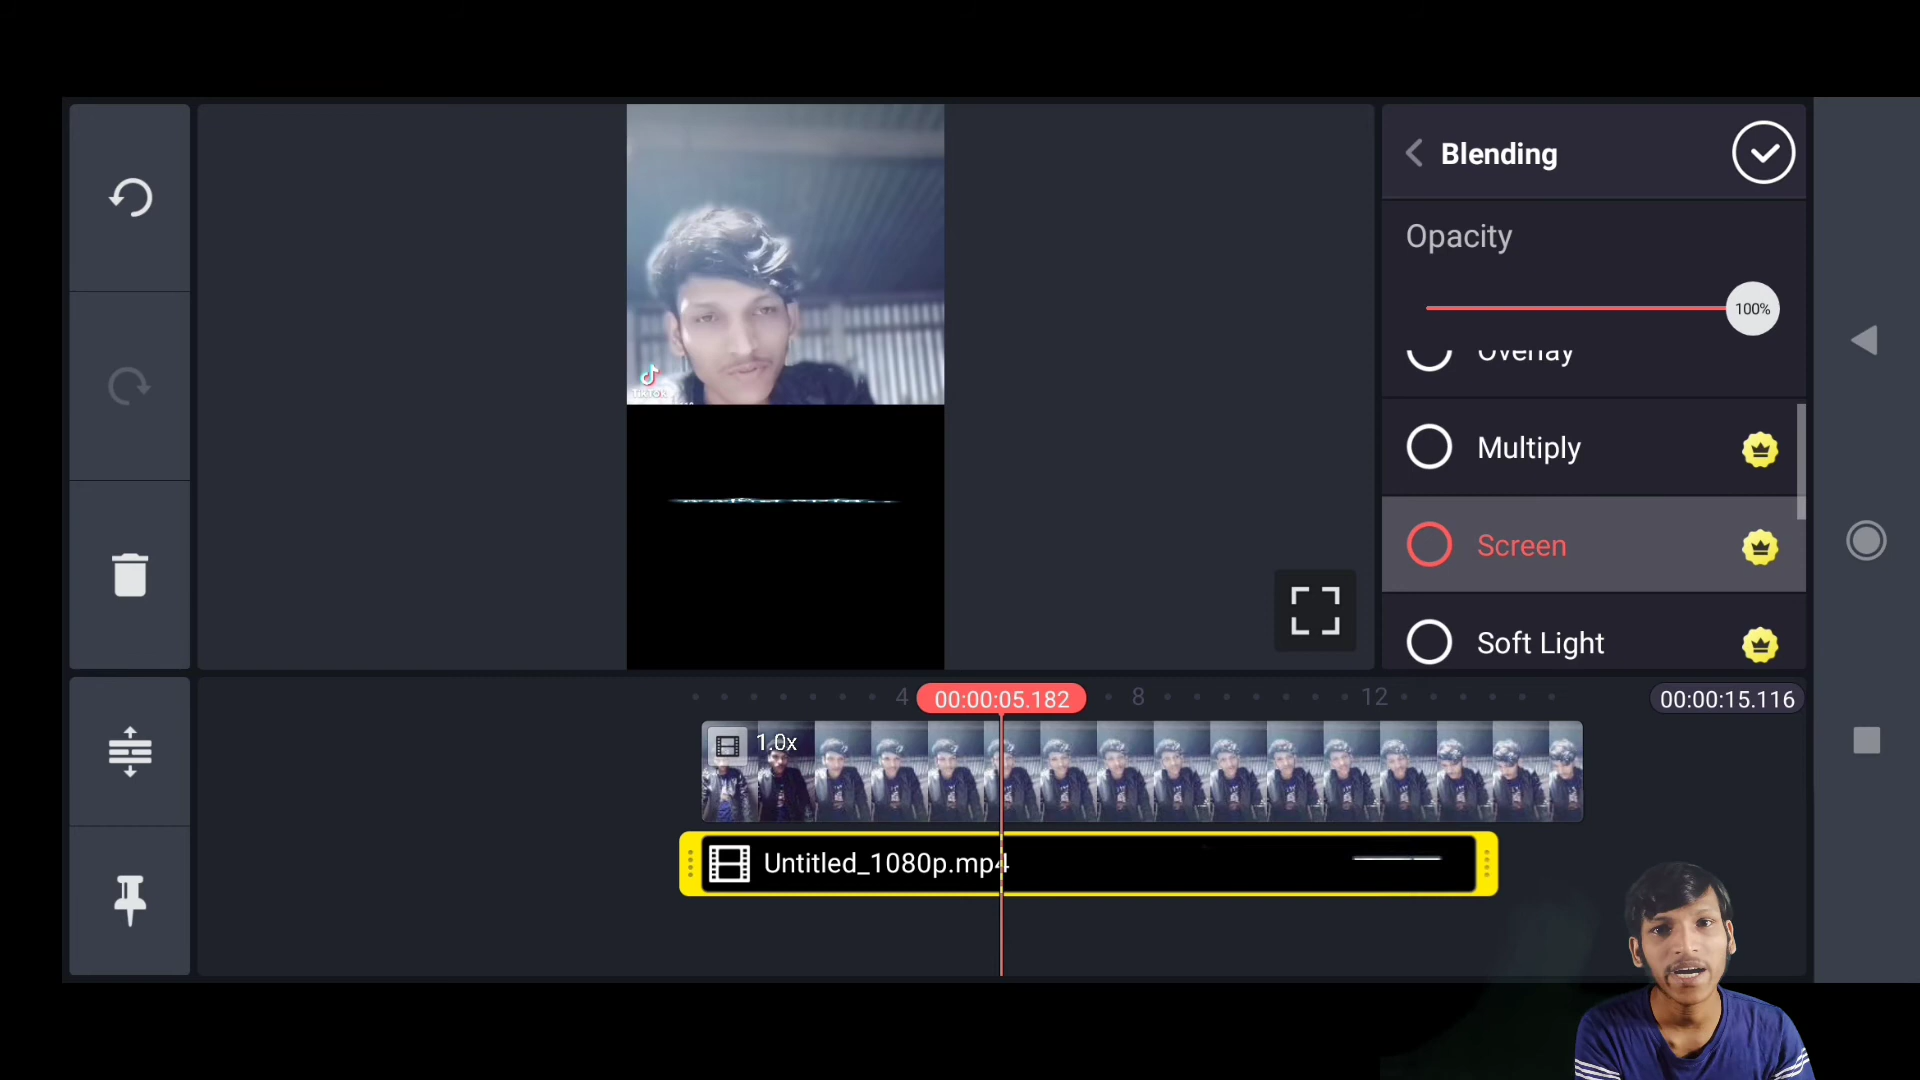 Blending
Opacity
100%
Overlay
Multiply
Screen
Soft Light
TikTok
4
00:00:05.182
8
12
00:00:15.116
1.0x
Untitled_1080p.mp4